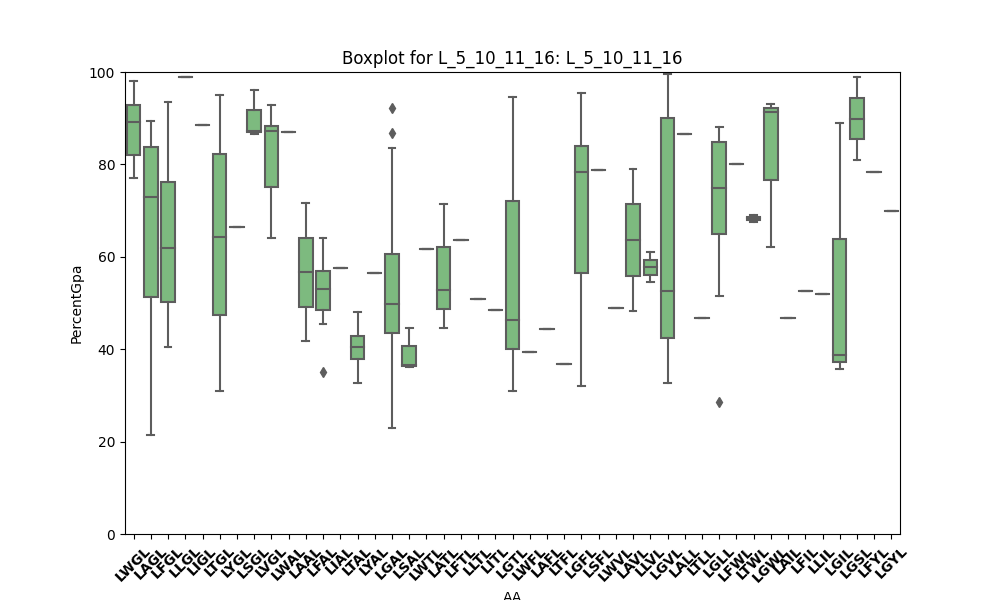 Boxplot for L_5_10_11_16: L_5_10_11_16
100
80
60
40
20
0
PercentGpa
LWGL LAGL LFGL LLGL LIGL LTGL LYGL LSGL LVGL LWAL LAAL LFAL LIAL LTAL LYAL LGAL LSAL LWTL LATL LFTL LLTL LITL LGTL LWFL LAFL LTFL LGFL LSFL LWVL LAVL LLVL LGVL LALL LTLL LGLL LFWL LTWL LGWL LAIL LFIL LLIL LGIL LGSL LFYL LGYL
AA